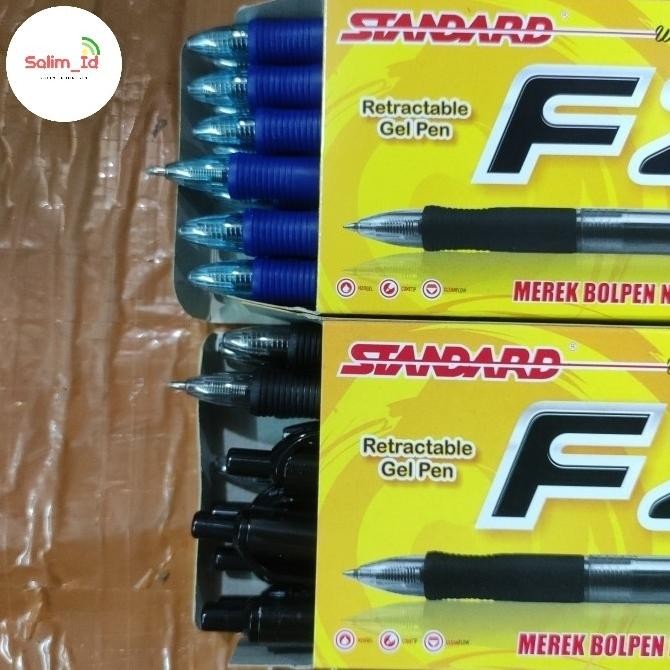 Salim_Id
STANDARD
Retractable
Gel Pen
F
MEREK BOLPEN N
STANDARD
Retractable
Gel Pen
F
MEREK BOLPEN